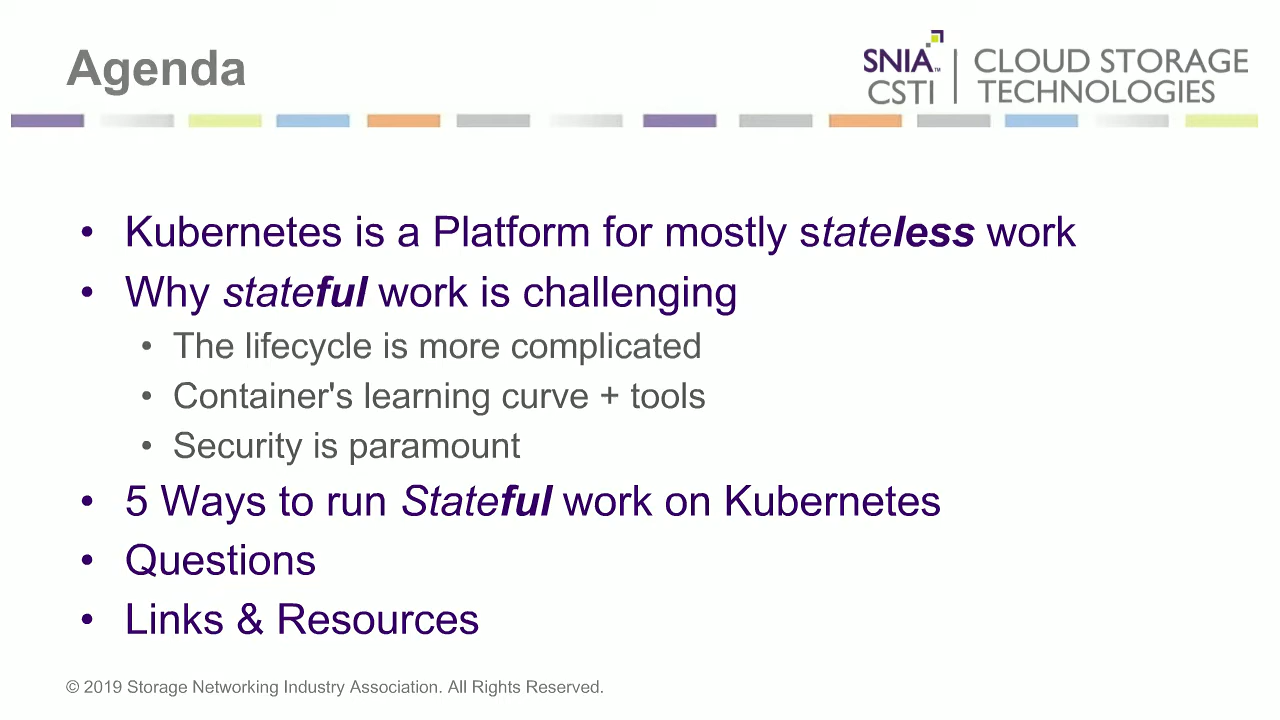 Agenda
SNIA™ CSTI | CLOUD STORAGE TECHNOLOGIES
• Kubernetes is a Platform for mostly stateless work
• Why stateful work is challenging
• The lifecycle is more complicated
• Container's learning curve + tools
• Security is paramount
• 5 Ways to run Stateful work on Kubernetes
• Questions
• Links & Resources
© 2019 Storage Networking Industry Association. All Rights Reserved.